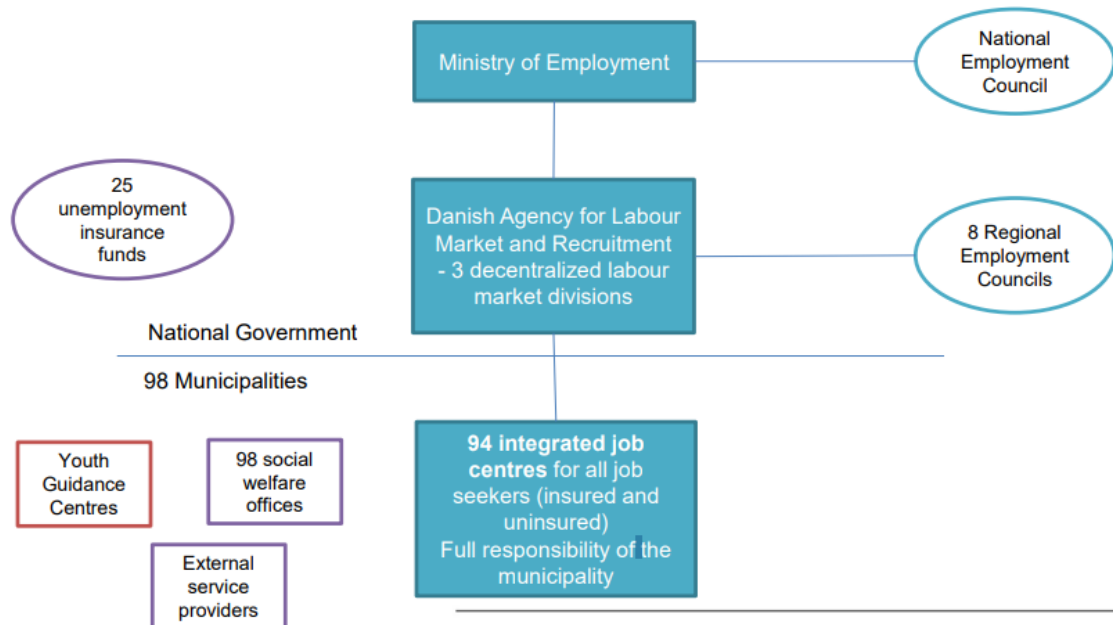 Ministry of Employment
National
Employment
Council
25
unemployment
insurance
funds
Danish Agency for Labour
Market and Recruitment
- 3 decentralized labour
market divisions
8 Regional
Employment
Councils
National Government
98 Municipalities
Youth
Guidance
Centres
98 social
welfare
offices
External
service
providers
94 integrated job
centres for all job
seekers (insured and
uninsured)
Full responsibility of the
municipality